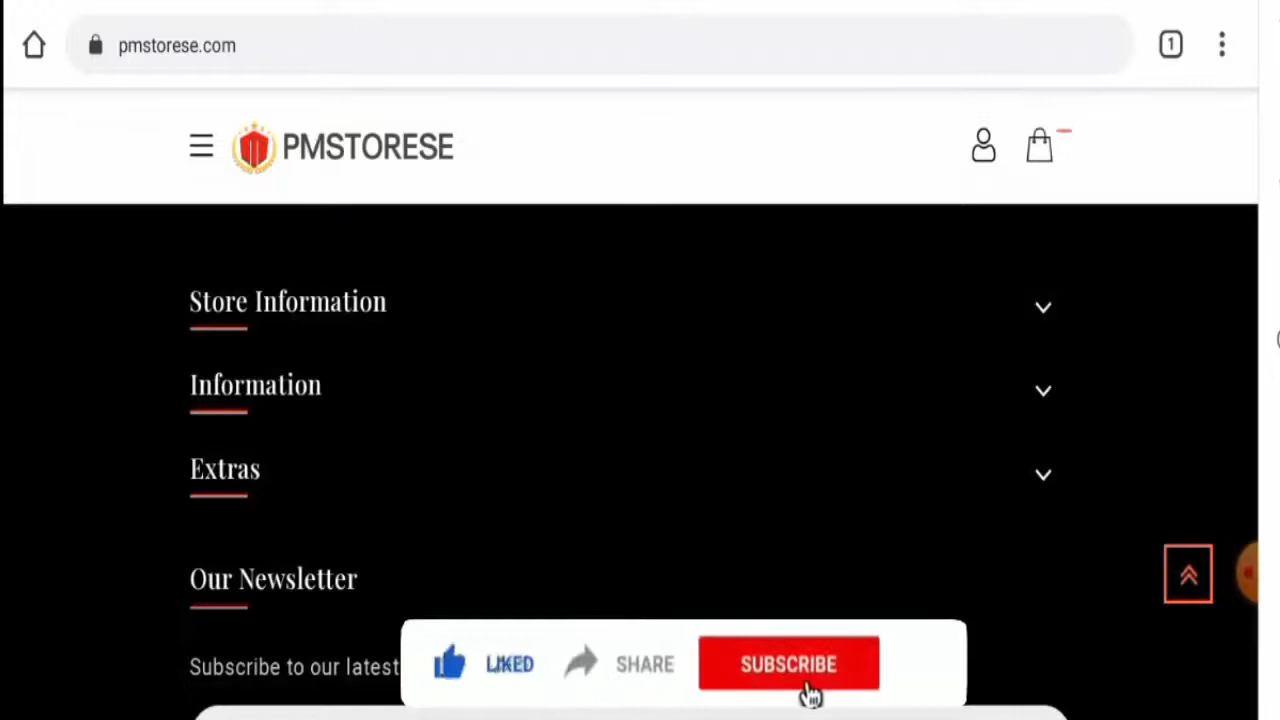 pmstorese.com
1
PMSTORESE
Store Information
Information
Extras
Our Newsletter
Subscribe to our latest
LIKED SHARE SUBSCRIBE